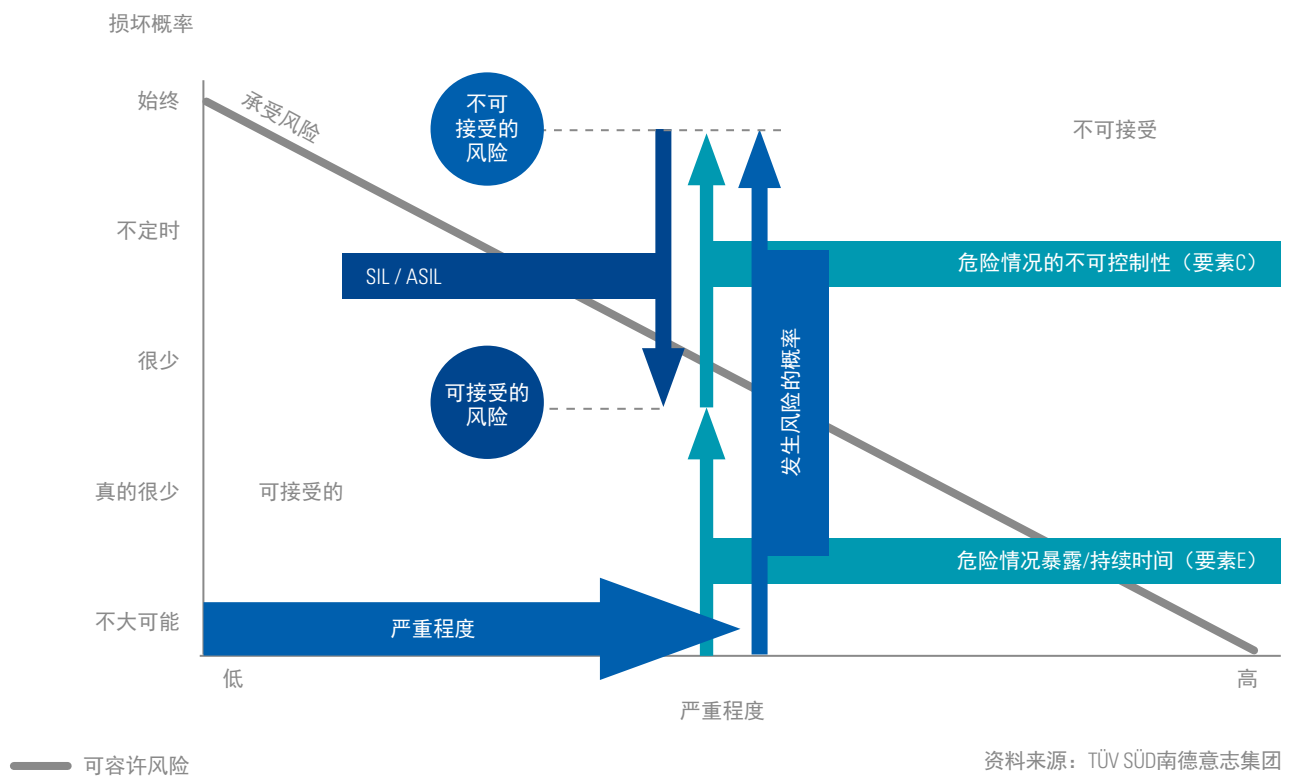 损坏概率
始终
承受风险
不可
接受的
风险
不可接受
不定时
SIL / ASIL
危险情况的不可控制性（要素C）
很少
可接受的
风险
发生风险的概率
真的很少
可接受的
危险情况暴露/持续时间（要素E）
不大可能
严重程度
低
高
严重程度
可容许风险
资料来源：TÜV SÜD南德意志集团